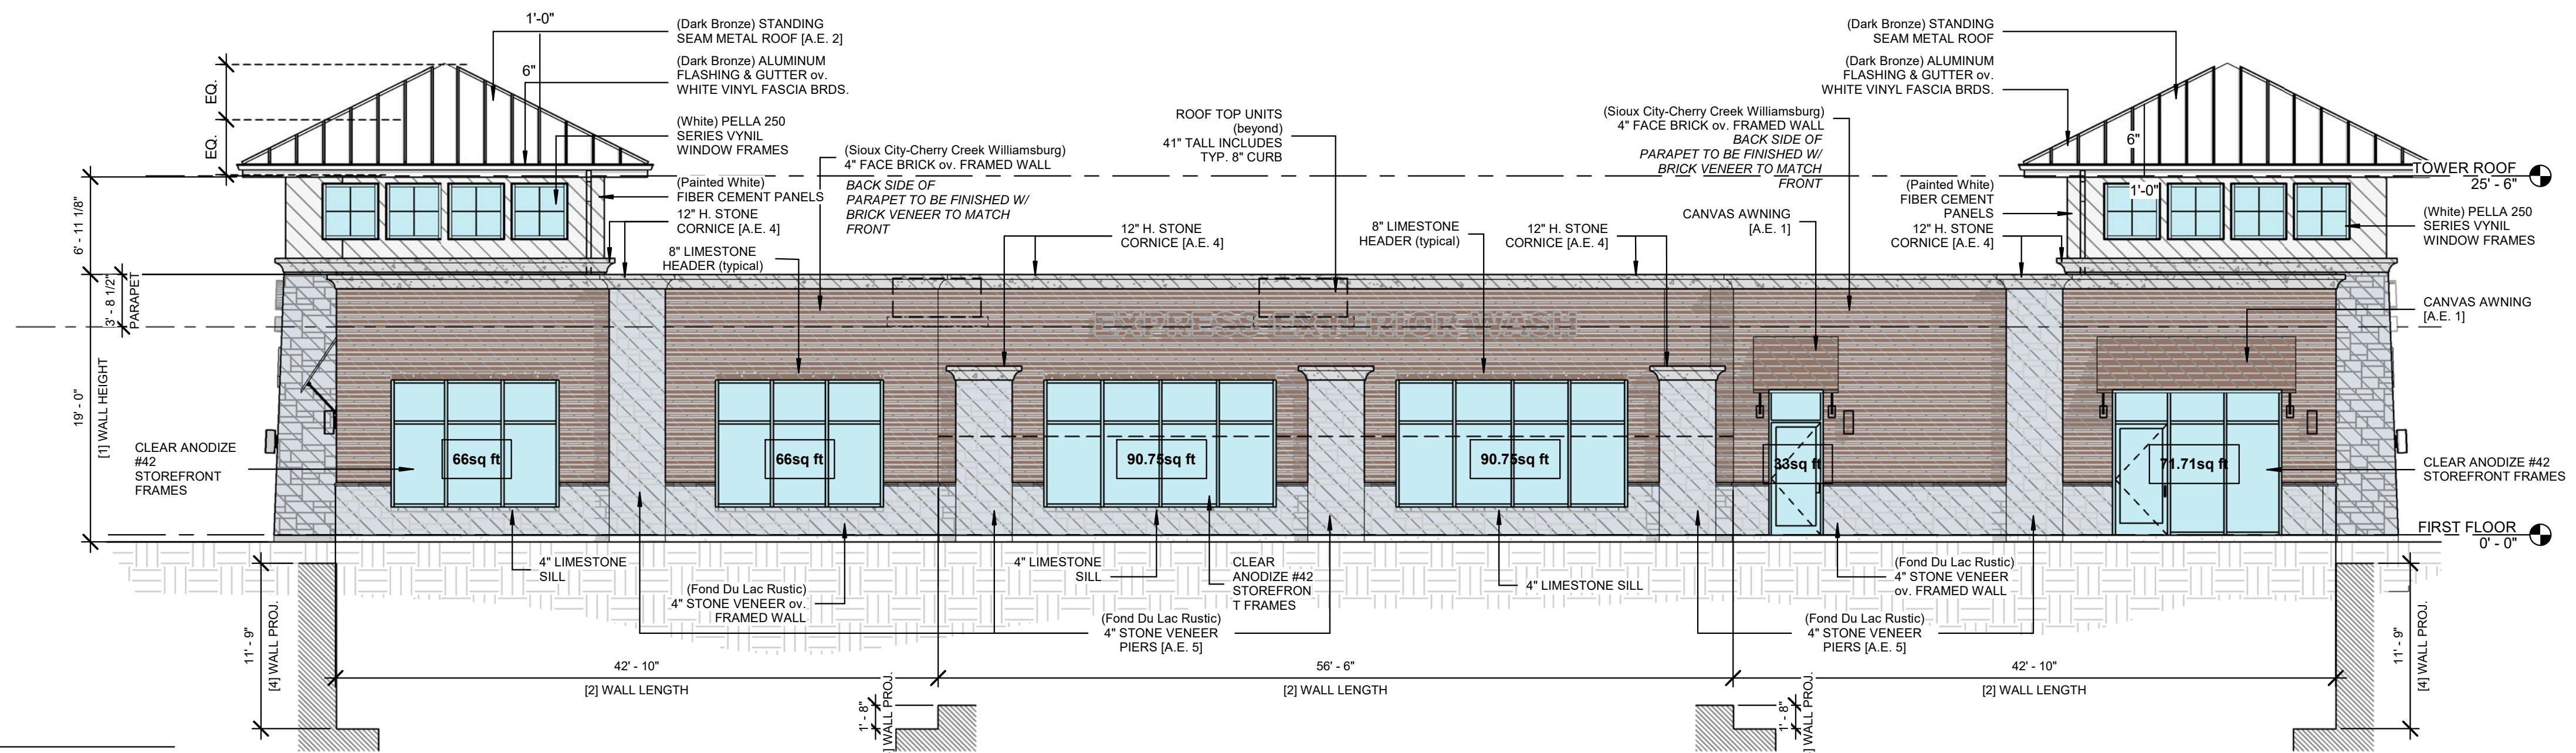 1'-0"
(Dark Bronze) STANDING
SEAM METAL ROOF [A.E. 2]
6"
(Dark Bronze) ALUMINUM
FLASHING & GUTTER ov.
WHITE VINYL FASCIA BRDS.
EQ.
EQ.
(White) PELLA 250
SERIES VYNIL
WINDOW FRAMES
(Painted White)
FIBER CEMENT PANELS
12" H. STONE
CORNICE [A.E. 4]
8" LIMESTONE
HEADER (typical)
(Sioux City-Cherry Creek Williamsburg)
4" FACE BRICK ov. FRAMED WALL
BACK SIDE OF
PARAPET TO BE FINISHED W/
BRICK VENEER TO MATCH
FRONT
12" H. STONE
CORNICE [A.E. 4]
ROOF TOP UNITS
(beyond)
41" TALL INCLUDES
TYP. 8" CURB
8" LIMESTONE
HEADER (typical)
12" H. STONE
CORNICE [A.E. 4]
(Sioux City-Cherry Creek Williamsburg)
4" FACE BRICK ov. FRAMED WALL
BACK SIDE OF
PARAPET TO BE FINISHED W/
BRICK VENEER TO MATCH
FRONT
CANVAS AWNING
[A.E. 1]
(Dark Bronze) STANDING
SEAM METAL ROOF
(Dark Bronze) ALUMINUM
FLASHING & GUTTER ov.
WHITE VINYL FASCIA BRDS.
6"
1'-0"
(Painted White)
FIBER CEMENT
PANELS
12" H. STONE
CORNICE [A.E. 4]
TOWER ROOF
25' - 6"
(White) PELLA 250
SERIES VYNIL
WINDOW FRAMES
CANVAS AWNING
[A.E. 1]
6' - 11 1/8"
3' - 8 1/2"
PARAPET
19' - 0"
[1] WALL HEIGHT
EXPRESS EXTERIOR WASH
CLEAR ANODIZE
#42
STOREFRONT
FRAMES
66sq ft
66sq ft
90.75sq ft
90.75sq ft
33sq ft
71.71sq ft
CLEAR ANODIZE #42
STOREFRONT FRAMES
FIRST FLOOR
0' - 0"
4" LIMESTONE
SILL
(Fond Du Lac Rustic)
4" STONE VENEER ov.
FRAMED WALL
4" LIMESTONE
SILL
CLEAR
ANODIZE #42
STOREFRON
T FRAMES
(Fond Du Lac Rustic)
4" STONE VENEER
PIERS [A.E. 5]
4" LIMESTONE SILL
(Fond Du Lac Rustic)
4" STONE VENEER
ov. FRAMED WALL
(Fond Du Lac Rustic)
4" STONE VENEER
PIERS [A.E. 5]
11' - 9"
[4] WALL PROJ.
42' - 10"
[2] WALL LENGTH
56' - 6"
[2] WALL LENGTH
42' - 10"
[2] WALL LENGTH
11' - 9"
[4] WALL PROJ.
1' - 8"
] WALL PROJ.
1' - 8"
] WALL PROJ.